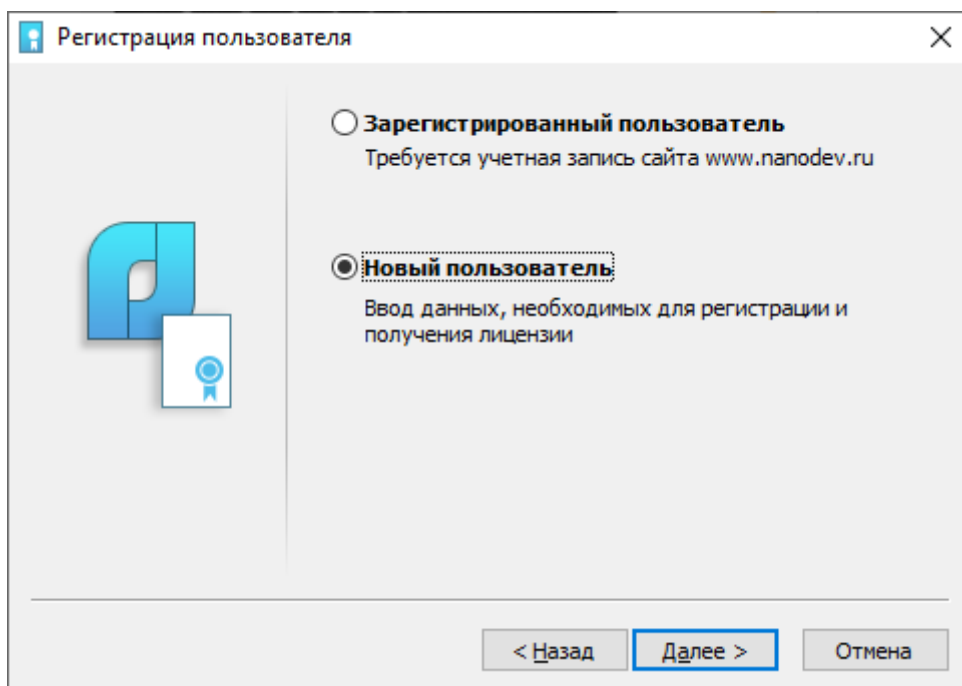 Регистрация пользователя
Зарегистрированный пользователь
Требуется учетная запись сайта www.nanodev.ru
Новый пользователь
Ввод данных, необходимых для регистрации и
получения лицензии
< Назад
Далее >
Отмена